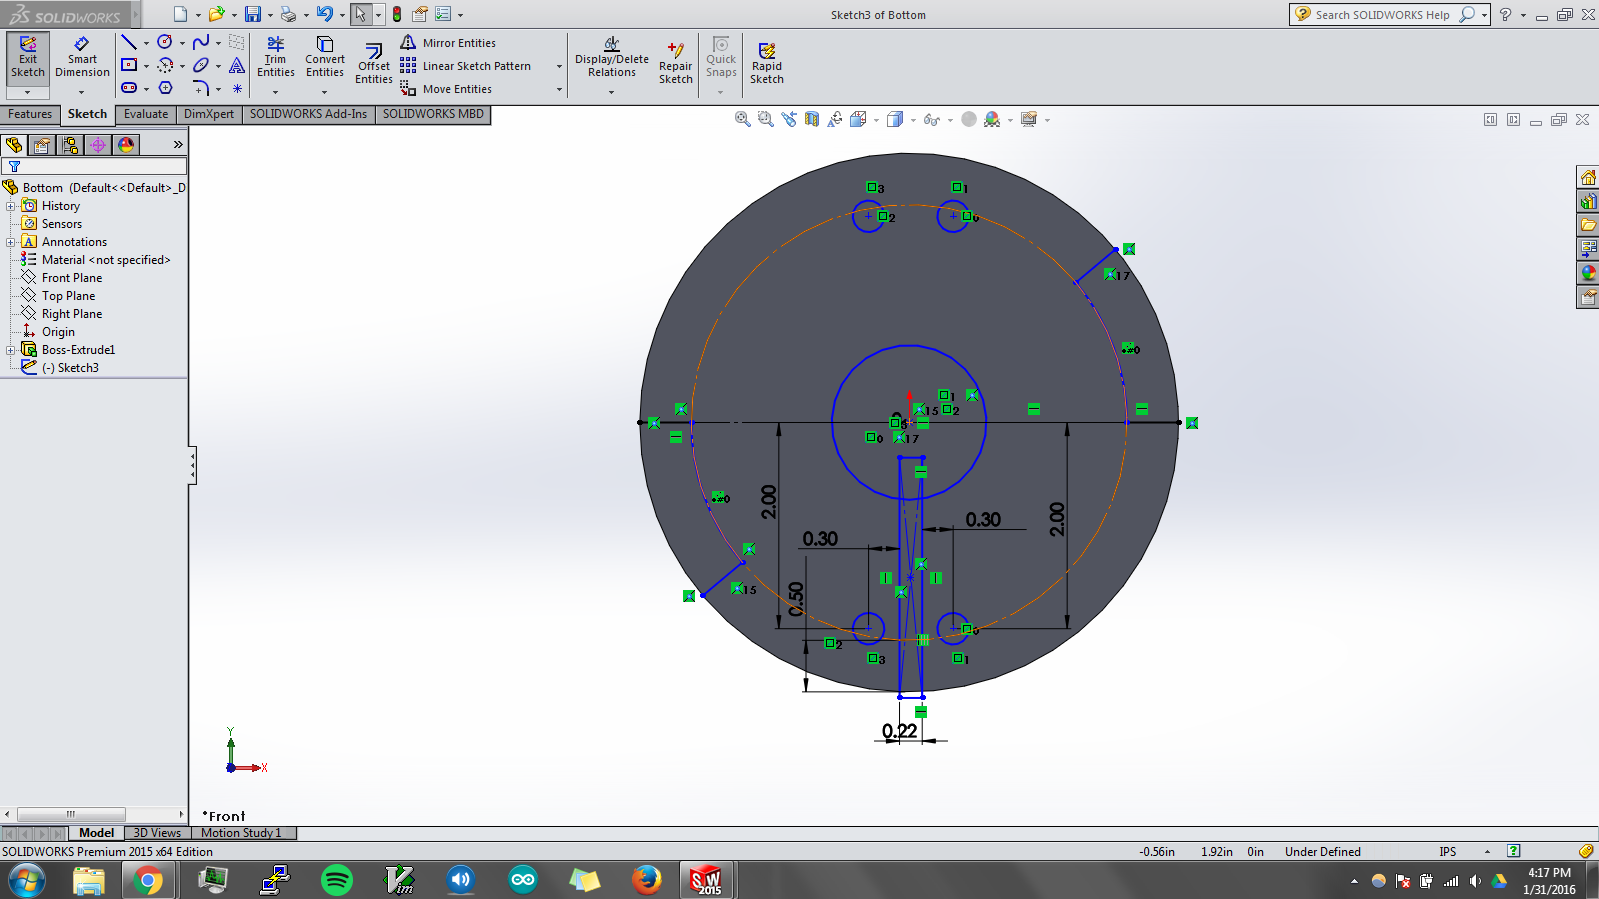 SOLIDWORKS
Sketch3 of Bottom
Search SOLIDWORKS Help
Exit Sketch
Smart Dimension
Trim Entities
Convert Entities
Offset Entities
Mirror Entities
Linear Sketch Pattern
Move Entities
Display/Delete Relations
Repair Sketch
Quick Snaps
Rapid Sketch
Features
Sketch
Evaluate
DimXpert
SOLIDWORKS Add-Ins
SOLIDWORKS MBD
Bottom (Default<<Default>_D
History
Sensors
Annotations
Material <not specified>
Front Plane
Top Plane
Right Plane
Origin
Boss-Extrude1
(-) Sketch3
3
1
2
0
17
0
1
15
2
0
17
2.00
0.30
0.30
2.00
0
0.50
15
2
3
1
0.22
Y
X
*Front
Model
3D Views
Motion Study 1
SOLIDWORKS Premium 2015 x64 Edition
-0.56in
1.92in
0in
Under Defined
IPS
Vim
SW
2015
4:17 PM
1/31/2016